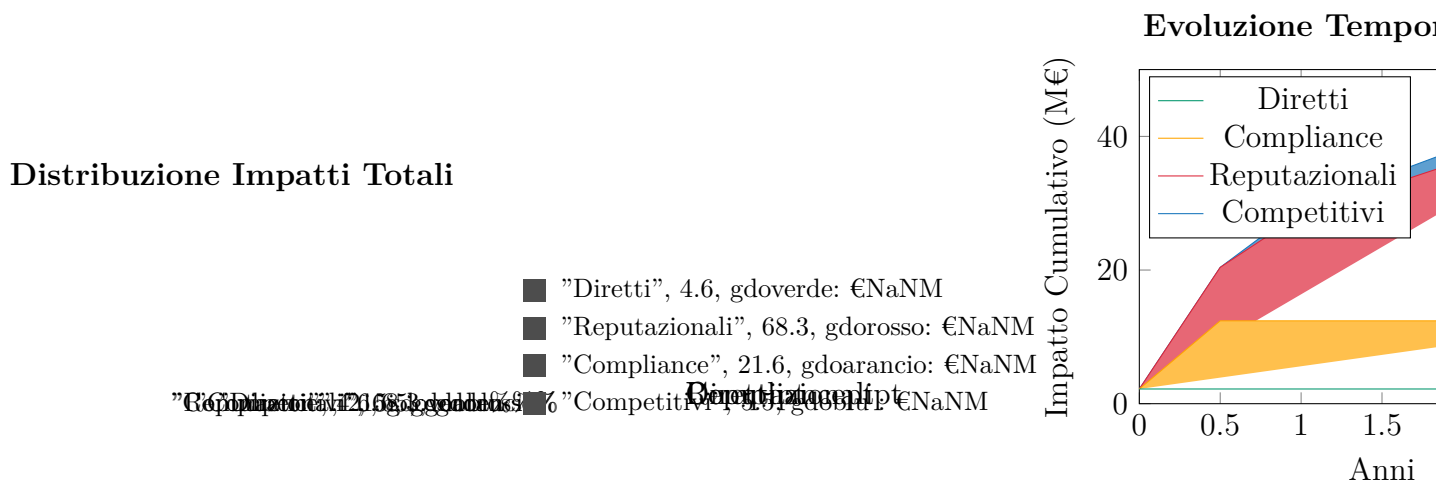 Evoluzione Tempor
Distribuzione Impatti Totali
Impatto Cumulativo (M€)
Diretti
Compliance
Reputazionali
Competitivi
40
20
0
0
0.5
1
1.5
Anni
”Diretti”, 4.6, gdoverde: €NaNM
”Reputazionali”, 68.3, gdorosso: €NaNM
”Compliance”, 21.6, gdoarancio: €NaNM
”Competitivi”, 5.5, gdoblu : €NaNM